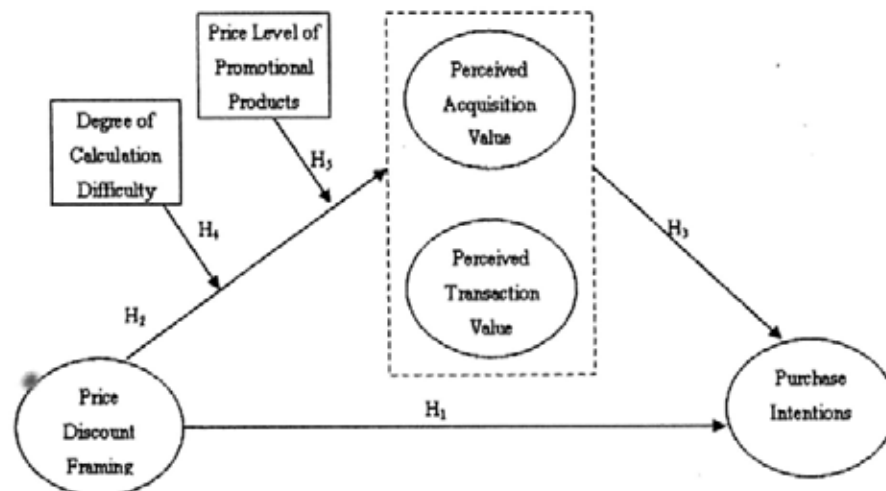 Price Level of
Promotional
Products
Perceived
Acquisition
Value
Degree of
Calculation
Difficulty
H₅
H₄
H₃
Perceived
Transaction
Value
H₂
Price
Discount
Framing
H₁
Purchase
Intentions